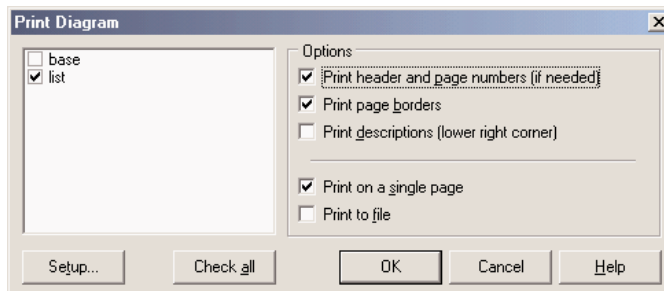 Print Diagram
base
list
Options
Print header and page numbers (if needed)
Print page borders
Print descriptions (lower right corner)
Print on a single page
Print to file
Setup...
Check all
OK
Cancel
Help